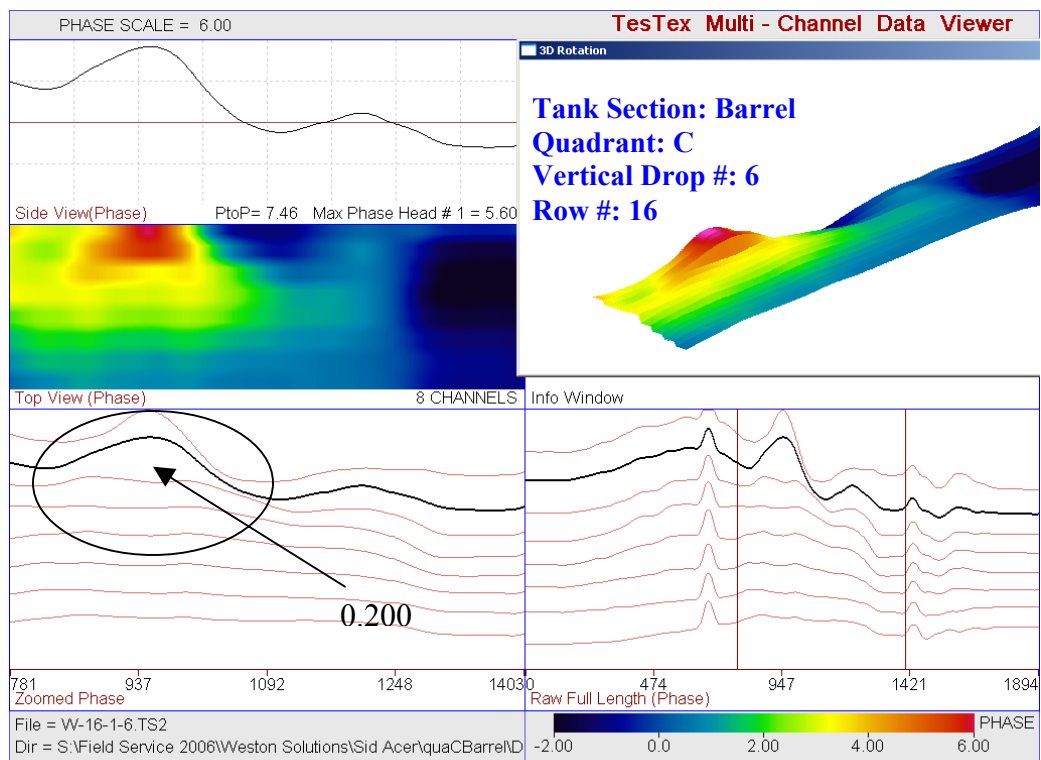 PHASE SCALE = 6.00
TesTex Multi - Channel Data Viewer
3D Rotation
Tank Section: Barrel
Quadrant: C
Vertical Drop #: 6
Row #: 16
Side View(Phase) PtoP= 7.46 Max Phase Head # 1 = 5.60
Top View (Phase) 8 CHANNELS
Info Window
0.200
781 937 1092 1248 1403
Zoomed Phase
0 474 947 1421 1894
Raw Full Length (Phase)
File = W-16-1-6.TS2
Dir = S:\Field Service 2006\Weston Solutions\Sid Acer\quaCBarrel\D
PHASE
-2.00 0.0 2.00 4.00 6.00